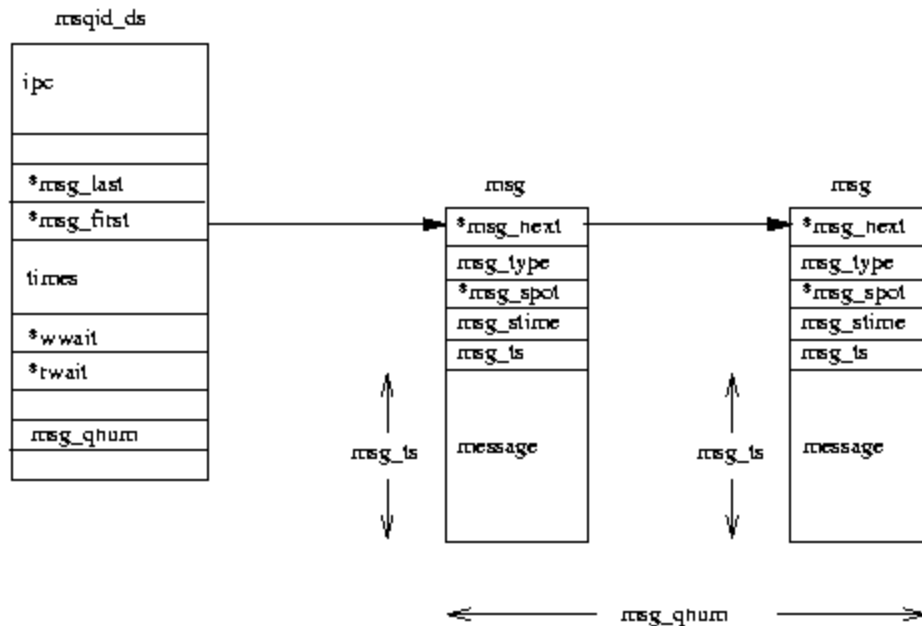 msqid_ds
ipc
*msg_last
*msg_first
times
*wwait
*rwait
msg_qnum
msg
*msg_next
msg_type
*msg_spot
msg_stime
msg_ts
message
msg_ts
msg
*msg_next
msg_type
*msg_spot
msg_stime
msg_ts
message
msg_ts
msg_qnum